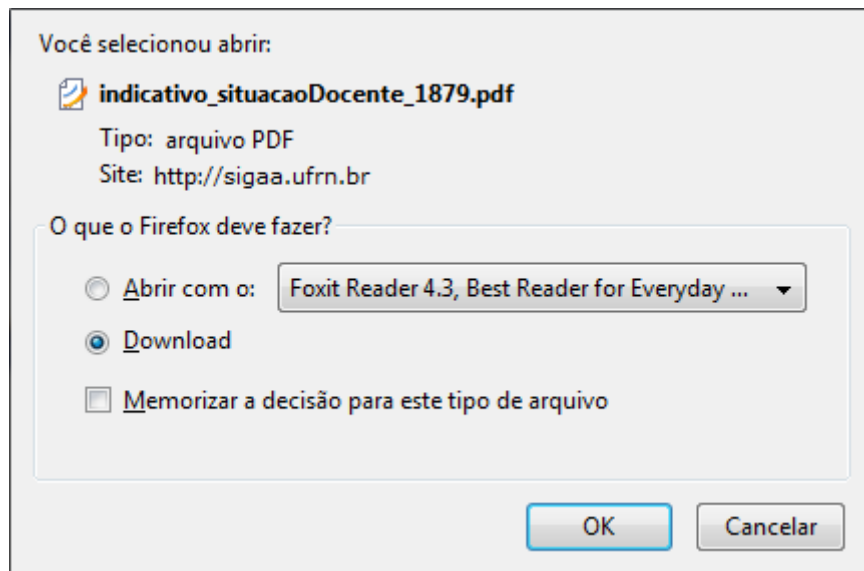 Você selecionou abrir:
indicativo_situacaoDocente_1879.pdf
Tipo: arquivo PDF
Site: http://sigaa.ufrn.br
O que o Firefox deve fazer?
Abrir com o: Foxit Reader 4.3, Best Reader for Everyday ...
Download
Memorizar a decisão para este tipo de arquivo
OK Cancelar